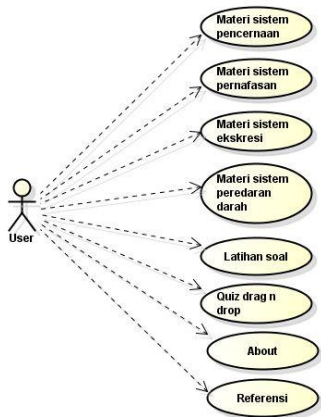 Materi sistem
pencernaan
Materi sistem
pernafasan
Materi sistem
ekskresi
Materi sistem
peredaran
darah
User
Latihan soal
Quiz drag n
drop
About
Referensi